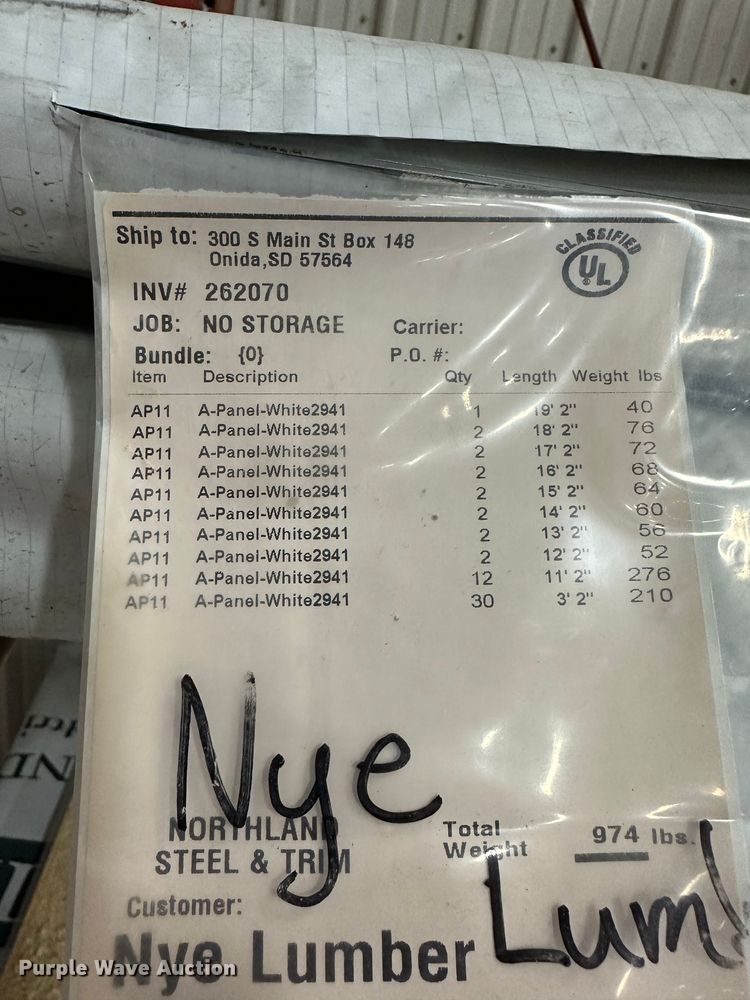 Ship to: 300 S Main St Box 148
Onida,SD 57564
CLASSIFIED
UL
INV# 262070
JOB: NO STORAGE Carrier:
Bundle: {0} P.O. #:
Item Description Qty Length Weight lbs
AP11 A-Panel-White2941 1 19' 2" 40
AP11 A-Panel-White2941 2 18' 2" 76
AP11 A-Panel-White2941 2 17' 2" 72
AP11 A-Panel-White2941 2 16' 2" 68
AP11 A-Panel-White2941 2 15' 2" 64
AP11 A-Panel-White2941 2 14' 2" 60
AP11 A-Panel-White2941 2 13' 2" 56
AP11 A-Panel-White2941 2 12' 2" 52
AP11 A-Panel-White2941 12 11' 2" 276
AP11 A-Panel-White2941 30 3' 2" 210
Nye
NORTHLAND
STEEL & TRIM
Total
Weight 974 lbs.
Lum
Customer:
Nye Lumber
Purple Wave Auction